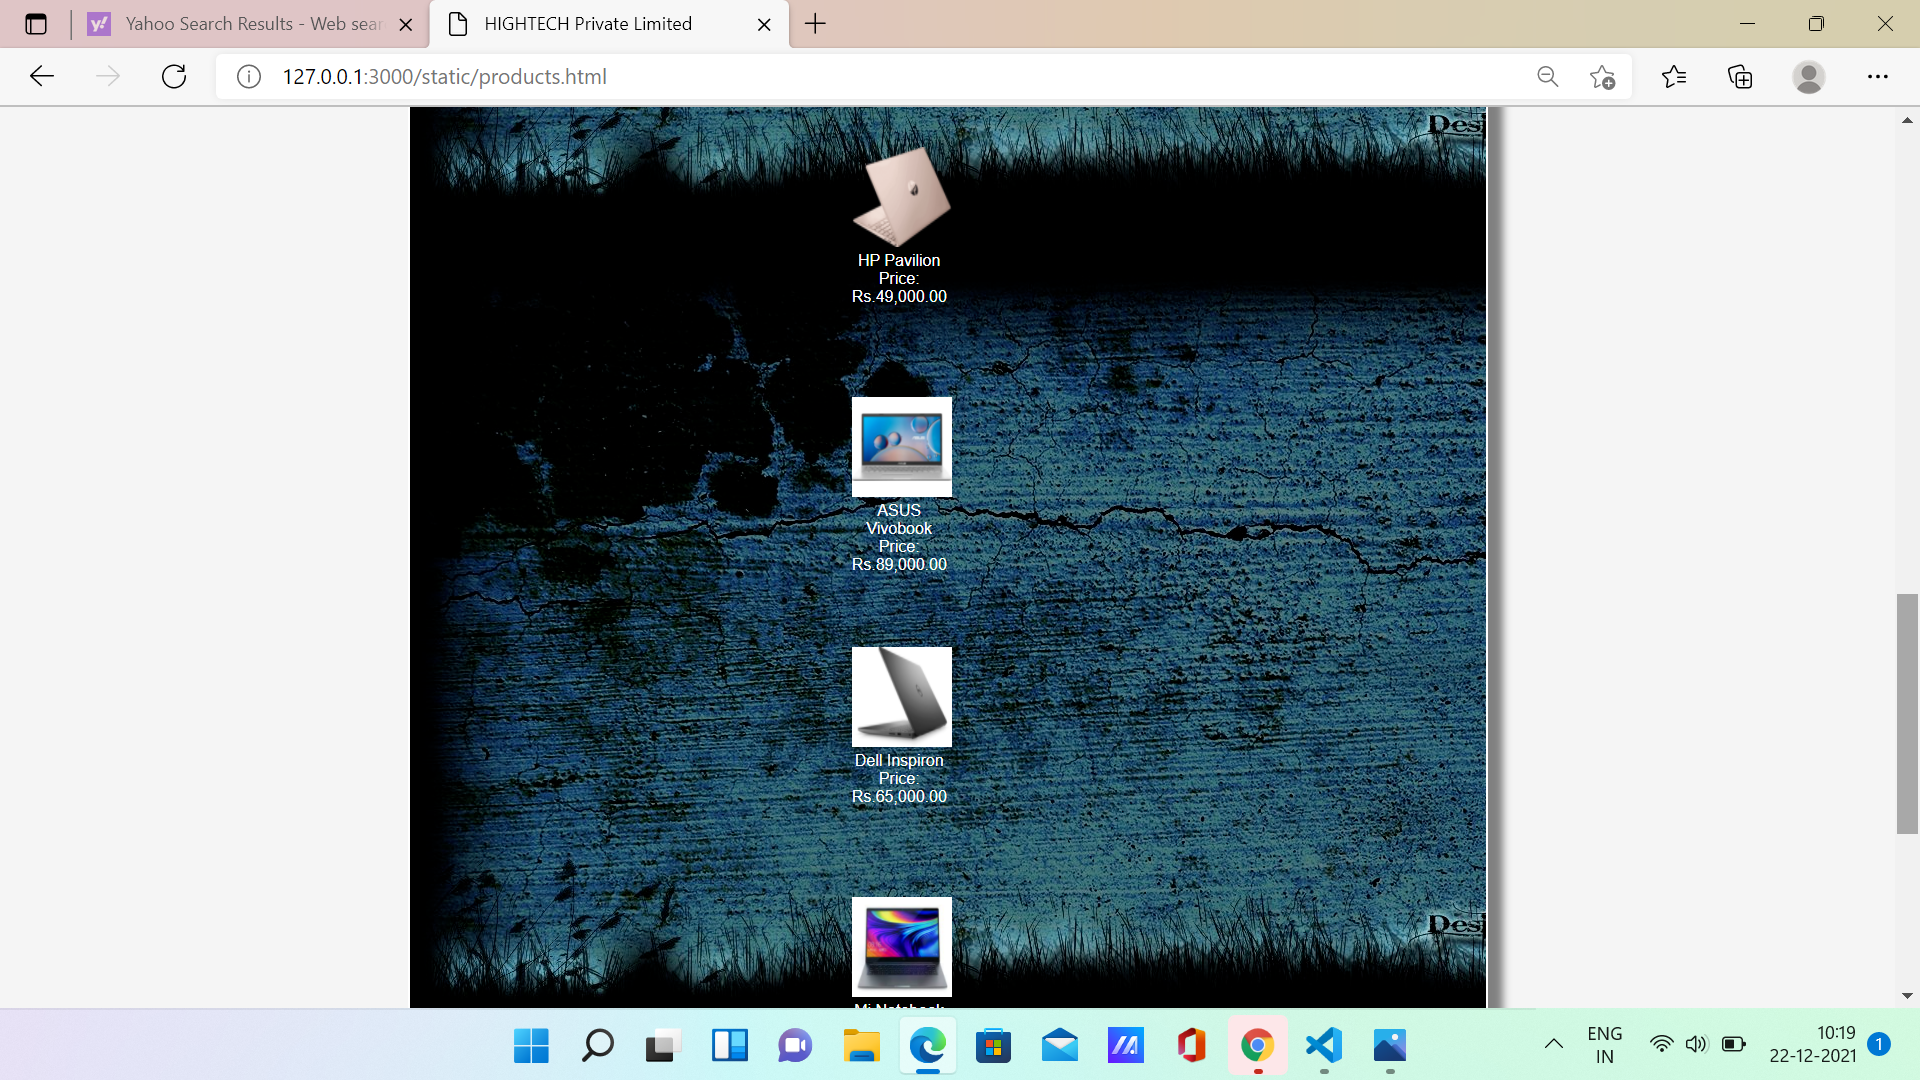 Yahoo Search Results - Web sear
HIGHTECH Private Limited
127.0.0.1:3000/static/products.html
Desi
HP Pavilion
Price:
Rs.49,000.00
ASUS
Vivobook
Price:
Rs.89,000.00
Dell Inspiron
Price:
Rs.65,000.00
Desi
Mi Notebook
ENG
IN
10:19
22-12-2021
1